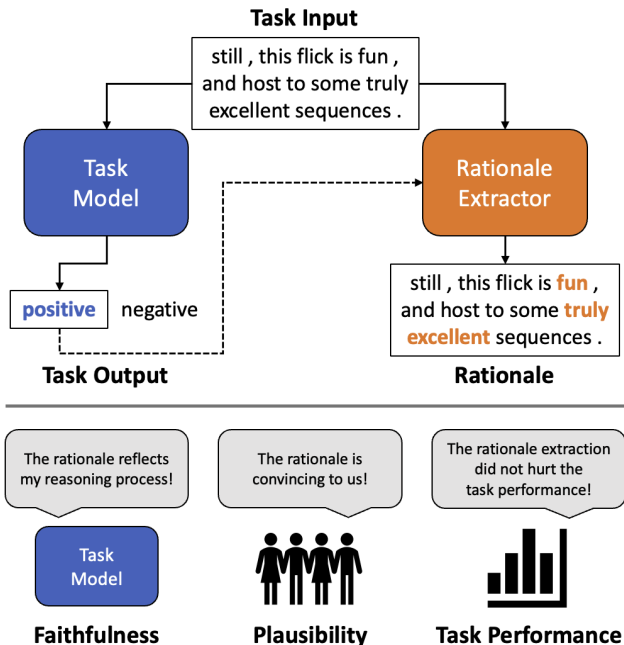 Task Input
still , this flick is fun ,
and host to some truly
excellent sequences .
Task
Model
Rationale
Extractor
positive negative
still , this flick is fun ,
and host to some truly
excellent sequences .
Task Output
Rationale
The rationale reflects
my reasoning process!
The rationale is
convincing to us!
The rationale extraction
did not hurt the
task performance!
Task
Model
Faithfulness
Plausibility
Task Performance